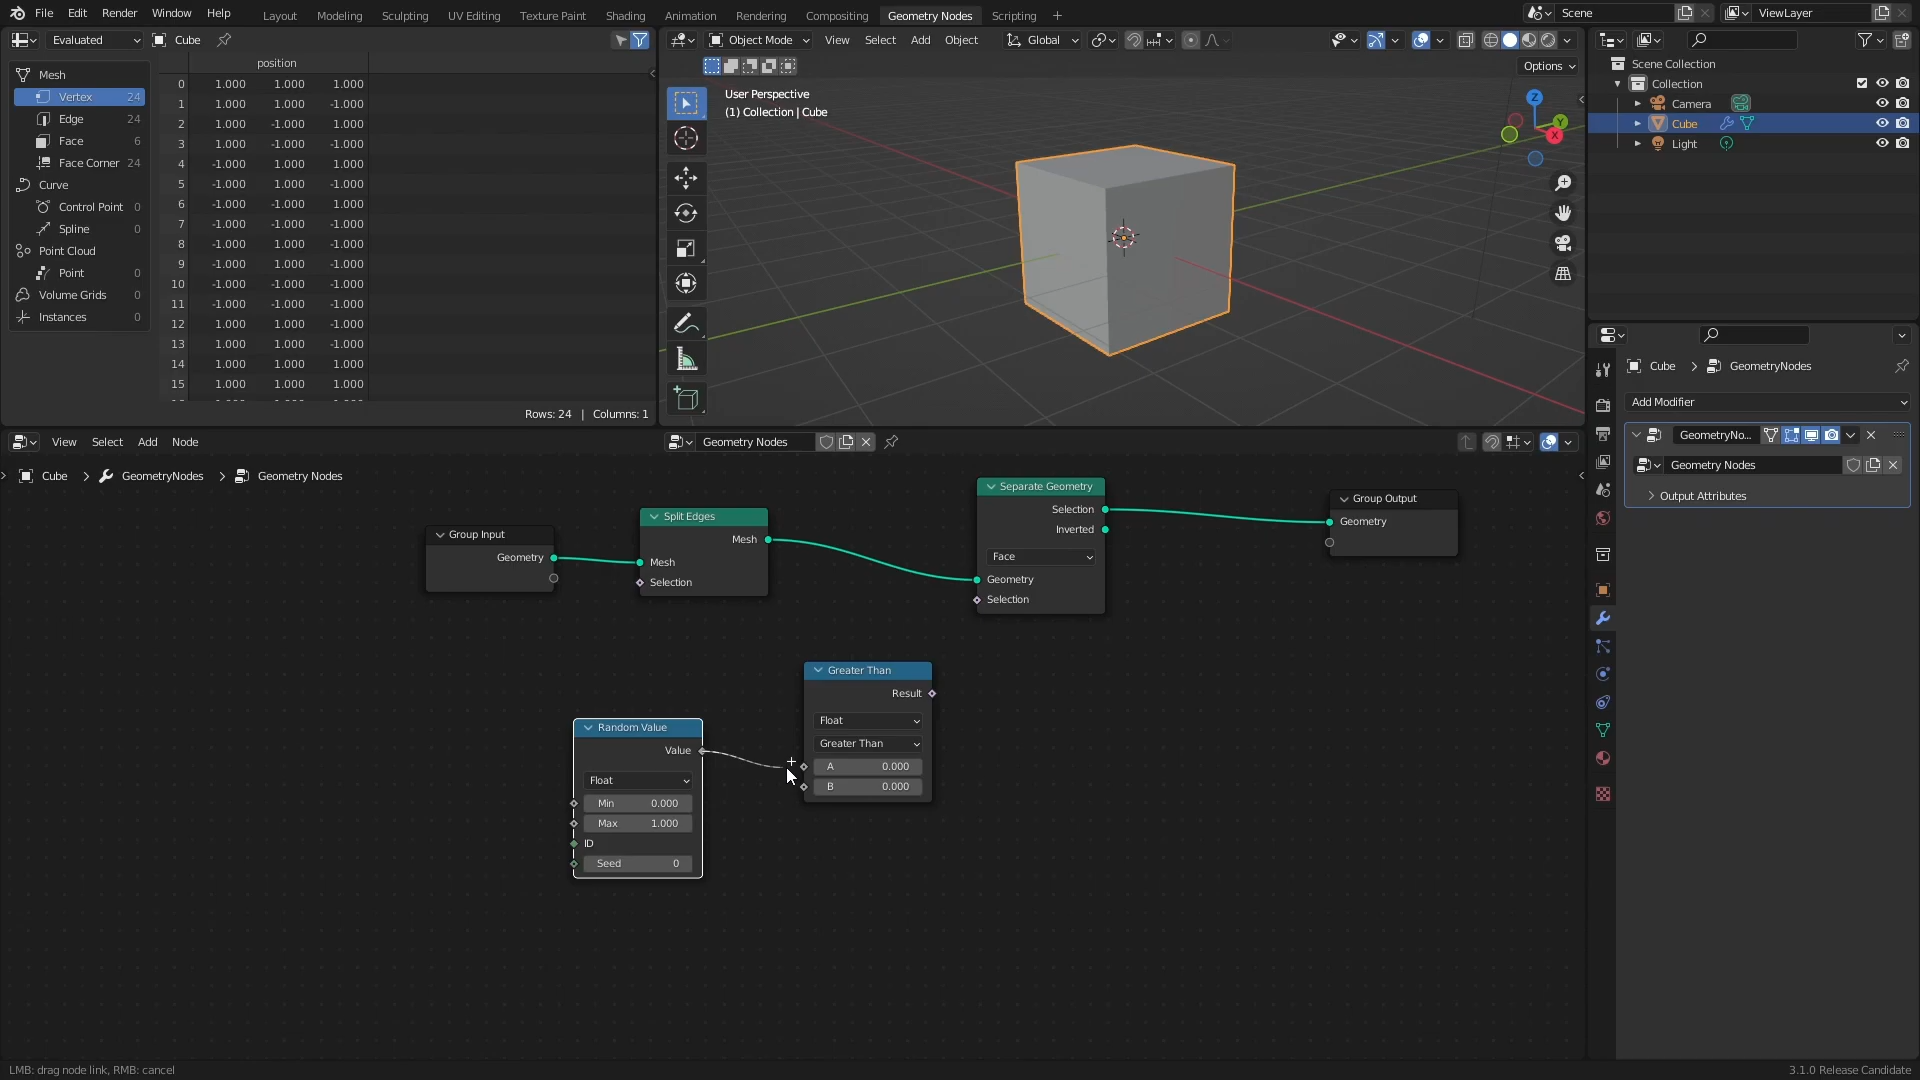 File Edit Render Window Help Layout Modeling Sculpting UV Editing Texture Paint Shading Animation Rendering Compositing Geometry Nodes Scripting + Scene ViewLayer
Evaluated Cube
Object Mode View Select Add Object Global
Options
position
Mesh
Vertex 24
Edge 24
Face 6
Face Corner 24
Curve
Control Point 0
Spline 0
Point Cloud
Point 0
Volume Grids 0
Instances 0
0 1.000 1.000 1.000
1 1.000 1.000 -1.000
2 1.000 -1.000 1.000
3 1.000 -1.000 -1.000
4 -1.000 1.000 1.000
5 -1.000 1.000 -1.000
6 -1.000 -1.000 1.000
7 -1.000 -1.000 -1.000
8 -1.000 1.000 -1.000
9 -1.000 1.000 -1.000
10 -1.000 -1.000 -1.000
11 -1.000 -1.000 -1.000
12 1.000 1.000 -1.000
13 1.000 1.000 -1.000
14 1.000 1.000 1.000
15 1.000 1.000 1.000
Rows: 24 | Columns: 1
User Perspective
(1) Collection | Cube
Z
Y
X
Scene Collection
Collection
Camera
Cube
Light
Cube > GeometryNodes
Add Modifier
GeometryNo...
Geometry Nodes
Output Attributes
View Select Add Node Geometry Nodes
Cube > GeometryNodes > Geometry Nodes
Group Input
Geometry
Split Edges
Mesh
Mesh
Selection
Separate Geometry
Selection
Inverted
Face
Geometry
Selection
Group Output
Geometry
Random Value
Value
Float
Min 0.000
Max 1.000
ID
Seed 0
Greater Than
Result
Float
Greater Than
A 0.000
B 0.000
LMB: drag node link, RMB: cancel
3.1.0 Release Candidate